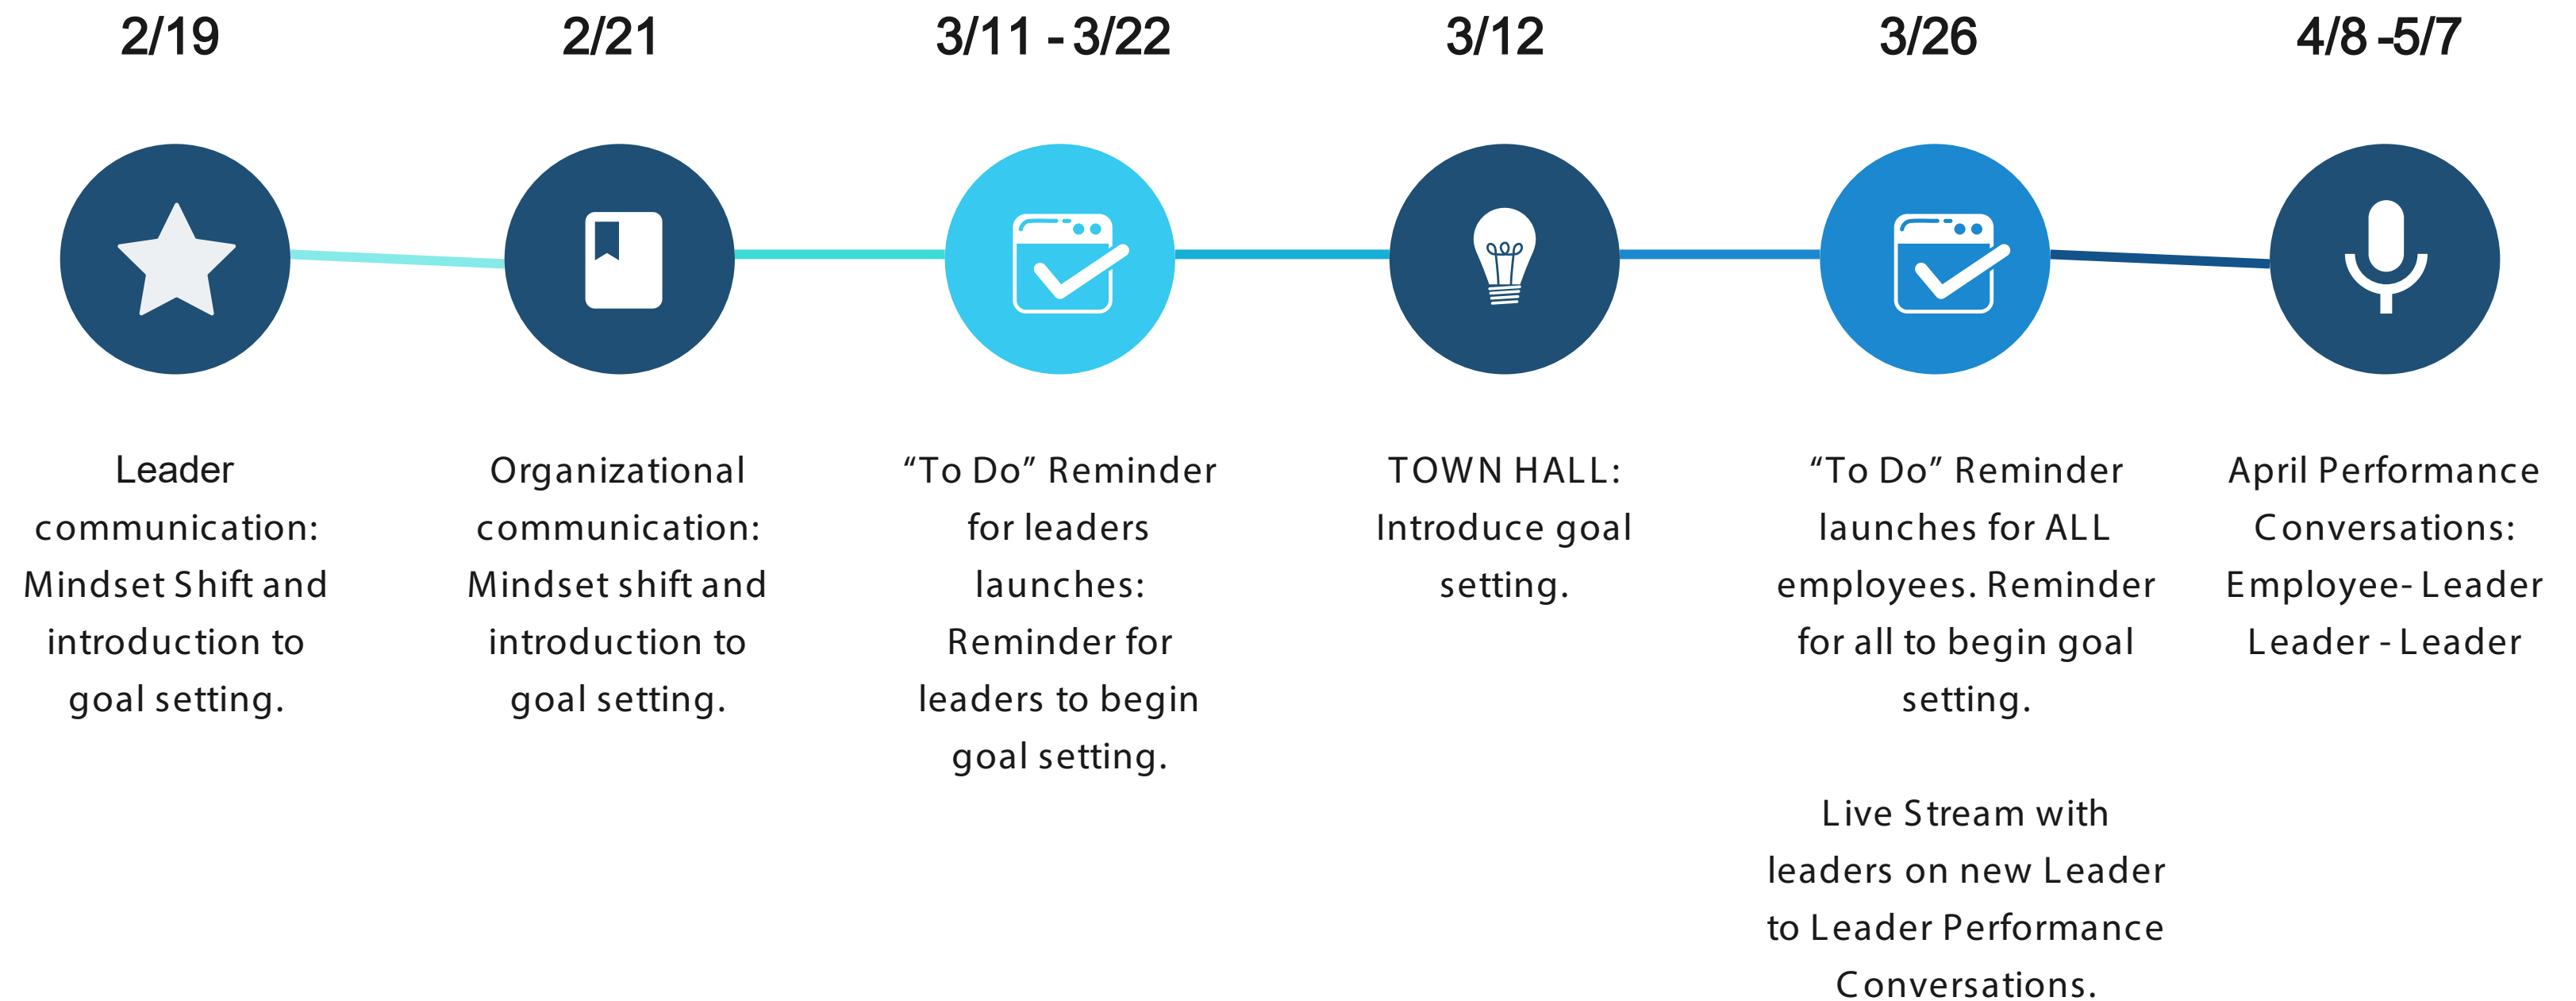 2/19
Leader
communication:
Mindset Shift and
introduction to
goal setting.
2/21
Organizational
communication:
Mindset shift and
introduction to
goal setting.
3/11 - 3/22
“To Do” Reminder
for leaders
launches:
Reminder for
leaders to begin
goal setting.
3/12
TOWN HALL:
Introduce goal
setting.
3/26
“To Do” Reminder
launches for ALL
employees. Reminder
for all to begin goal
setting.
Live Stream with
leaders on new Leader
to Leader Performance
Conversations.
4/8 -5/7
April Performance
Conversations:
Employee- Leader
Leader - Leader